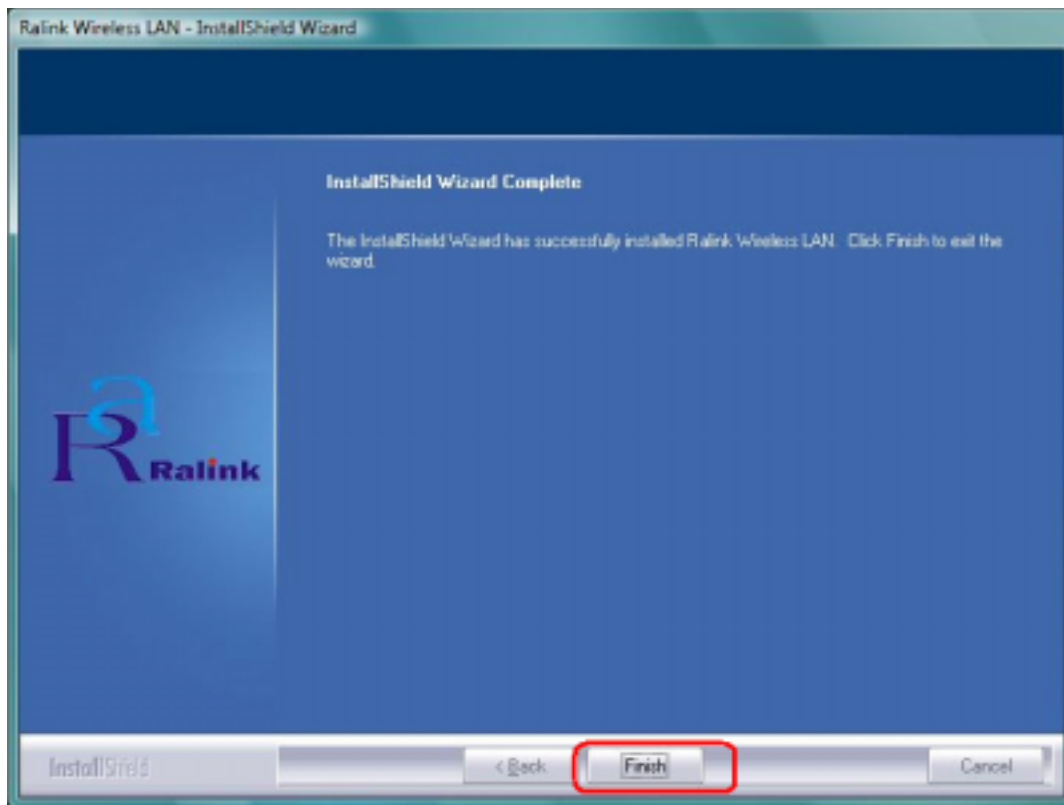 Ralink Wireless LAN - InstallShield Wizard
InstallShield Wizard Complete
The InstallShield Wizard has successfully installed Ralink Wireless LAN. Click Finish to exit the
wizard.
Ra
Ralink
InstallShield
< Back
Finish
Cancel